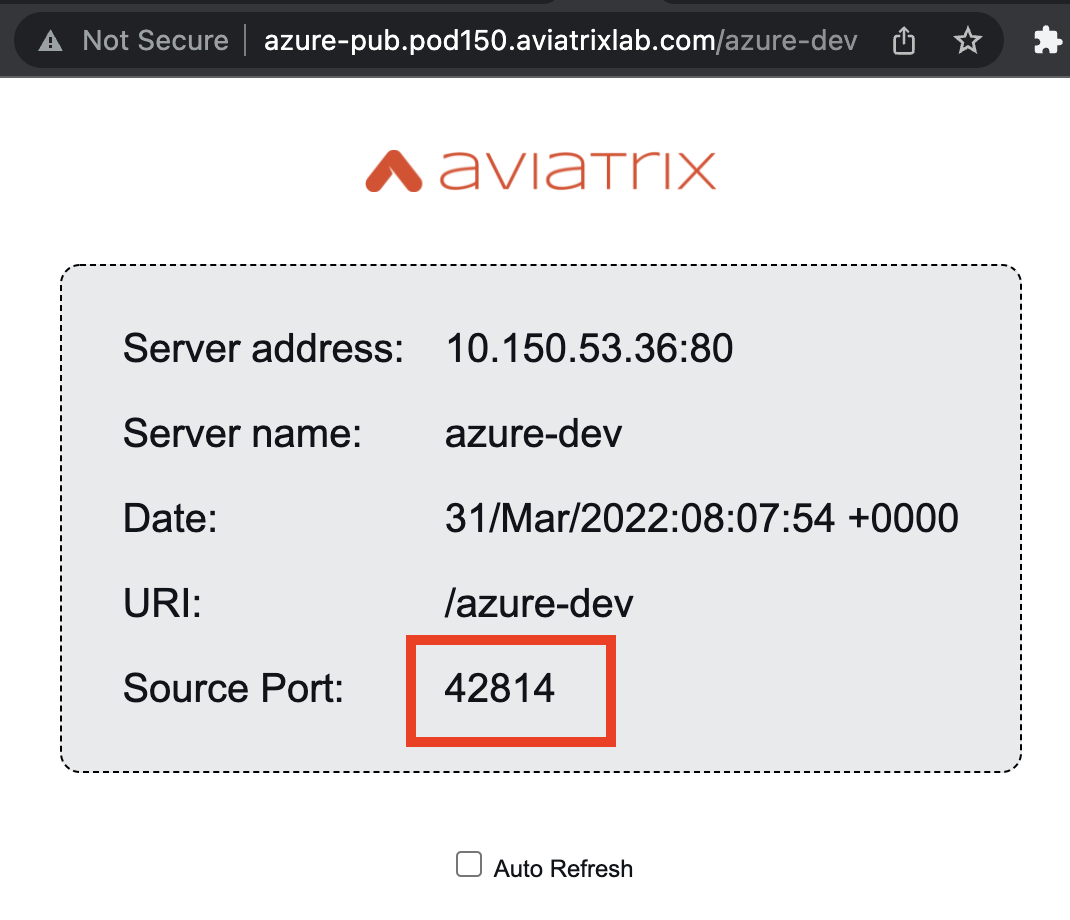 Not Secure azure-pub.pod150.aviatrixlab.com/azure-dev
aviatrix
Server address: 10.150.53.36:80
Server name: azure-dev
Date: 31/Mar/2022:08:07:54 +0000
URI: /azure-dev
Source Port: 42814
Auto Refresh